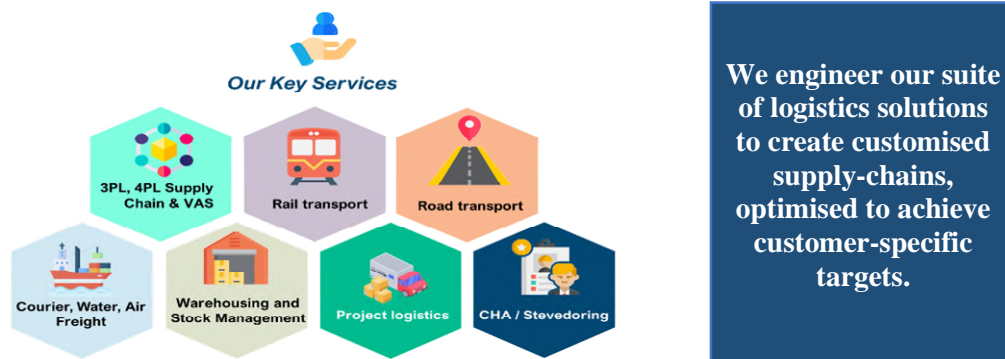 Our Key Services
3PL, 4PL Supply
Chain & VAS
Rail transport
Road transport
Courier, Water, Air
Freight
Warehousing and
Stock Management
Project logistics
CHA / Stevedoring
We engineer our suite
of logistics solutions
to create customised
supply-chains,
optimised to achieve
customer-specific
targets.